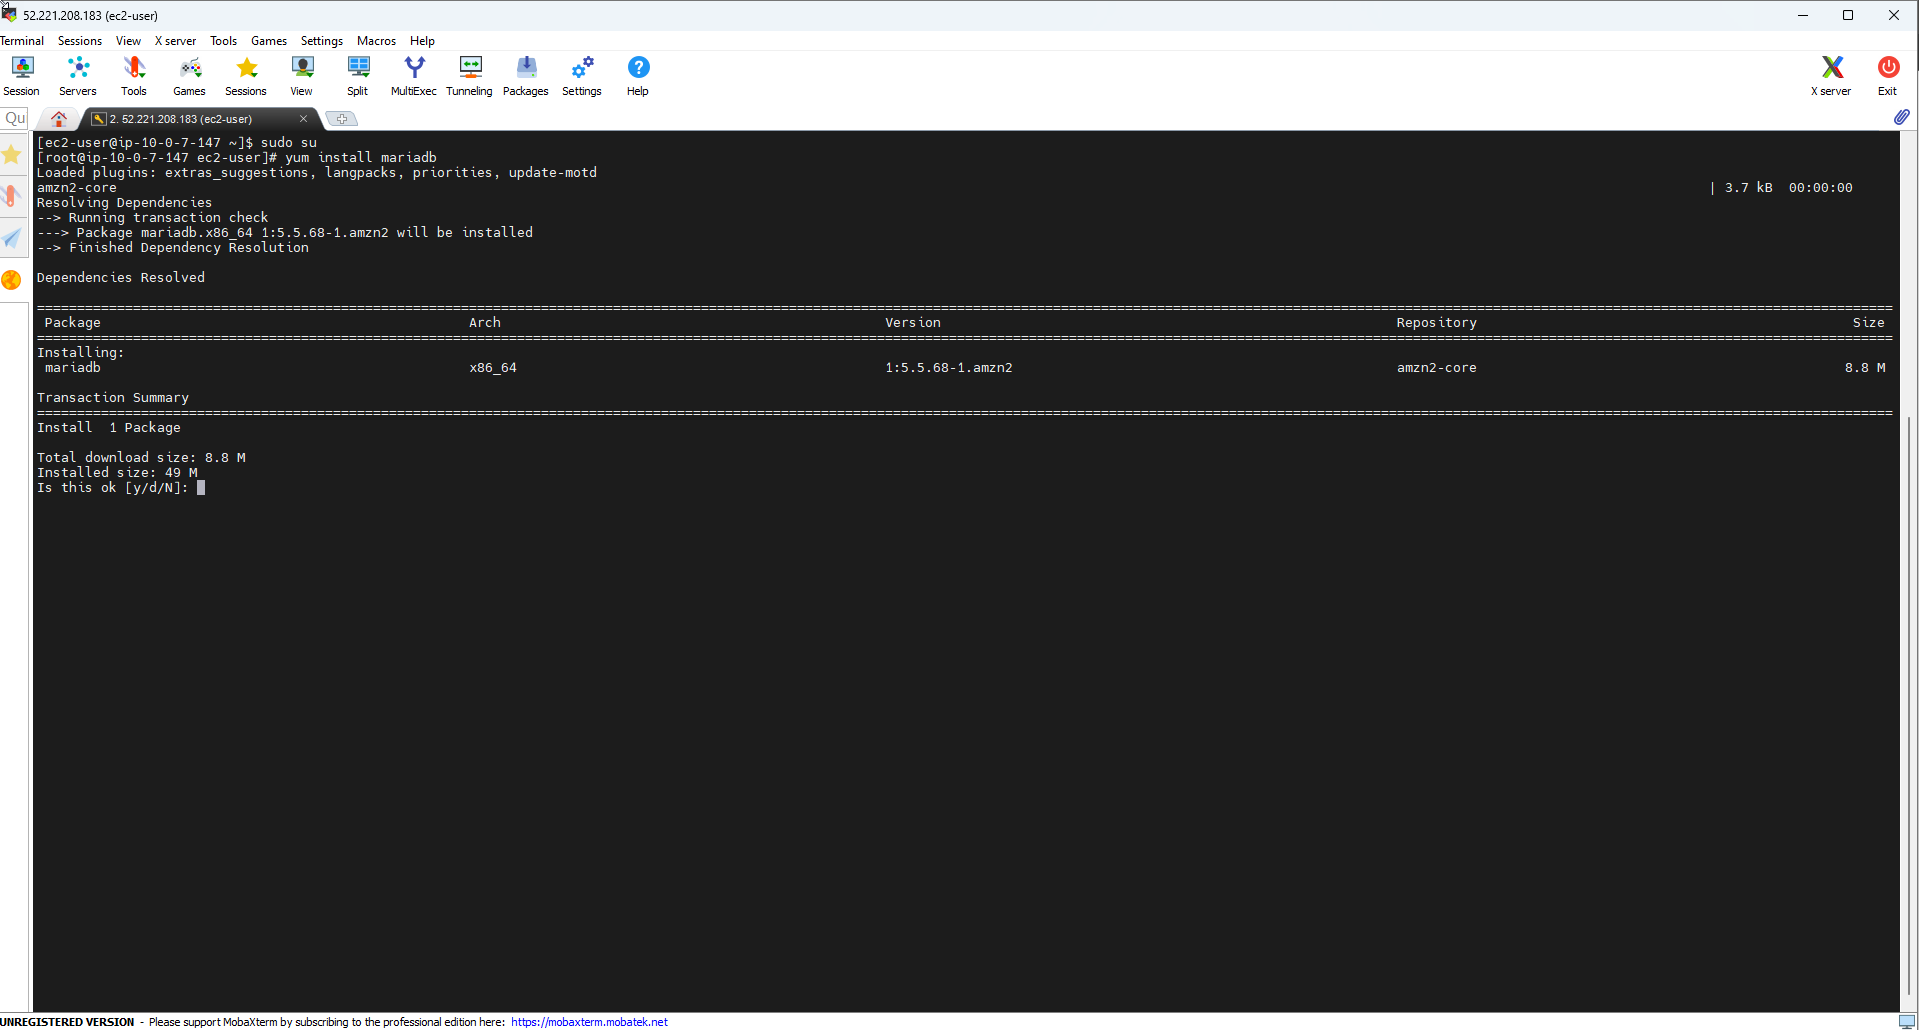 52.221.208.183 (ec2-user)
Terminal Sessions View X server Tools Games Settings Macros Help
Session Servers Tools Games Sessions View Split MultiExec Tunneling Packages Settings Help X server Exit
Qu
2. 52.221.208.183 (ec2-user)
[ec2-user@ip-10-0-7-147 ~]$ sudo su
[root@ip-10-0-7-147 ec2-user]# yum install mariadb
Loaded plugins: extras_suggestions, langpacks, priorities, update-motd
amzn2-core | 3.7 kB 00:00:00
Resolving Dependencies
--> Running transaction check
---> Package mariadb.x86_64 1:5.5.68-1.amzn2 will be installed
--> Finished Dependency Resolution
Dependencies Resolved
Package Arch Version Repository Size
Installing:
mariadb x86_64 1:5.5.68-1.amzn2 amzn2-core 8.8 M
Transaction Summary
Install 1 Package
Total download size: 8.8 M
Installed size: 49 M
Is this ok [y/d/N]:
UNREGISTERED VERSION - Please support MobaXterm by subscribing to the professional edition here: https://mobaxterm.mobatek.net